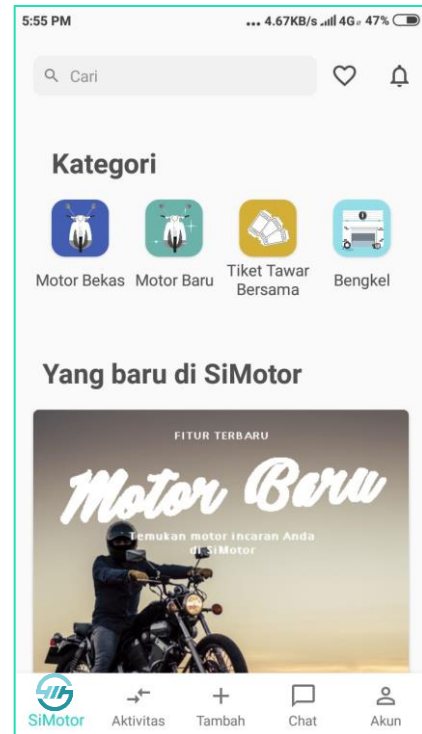 5:55 PM ... 4.67KB/s 4G 47%
Cari
Kategori
Motor Bekas Motor Baru Tiket Tawar Bersama Bengkel
Yang baru di SiMotor
FITUR TERBARU
Motor Baru
Temukan motor incaran Anda
di SiMotor
SiMotor Aktivitas Tambah Chat Akun